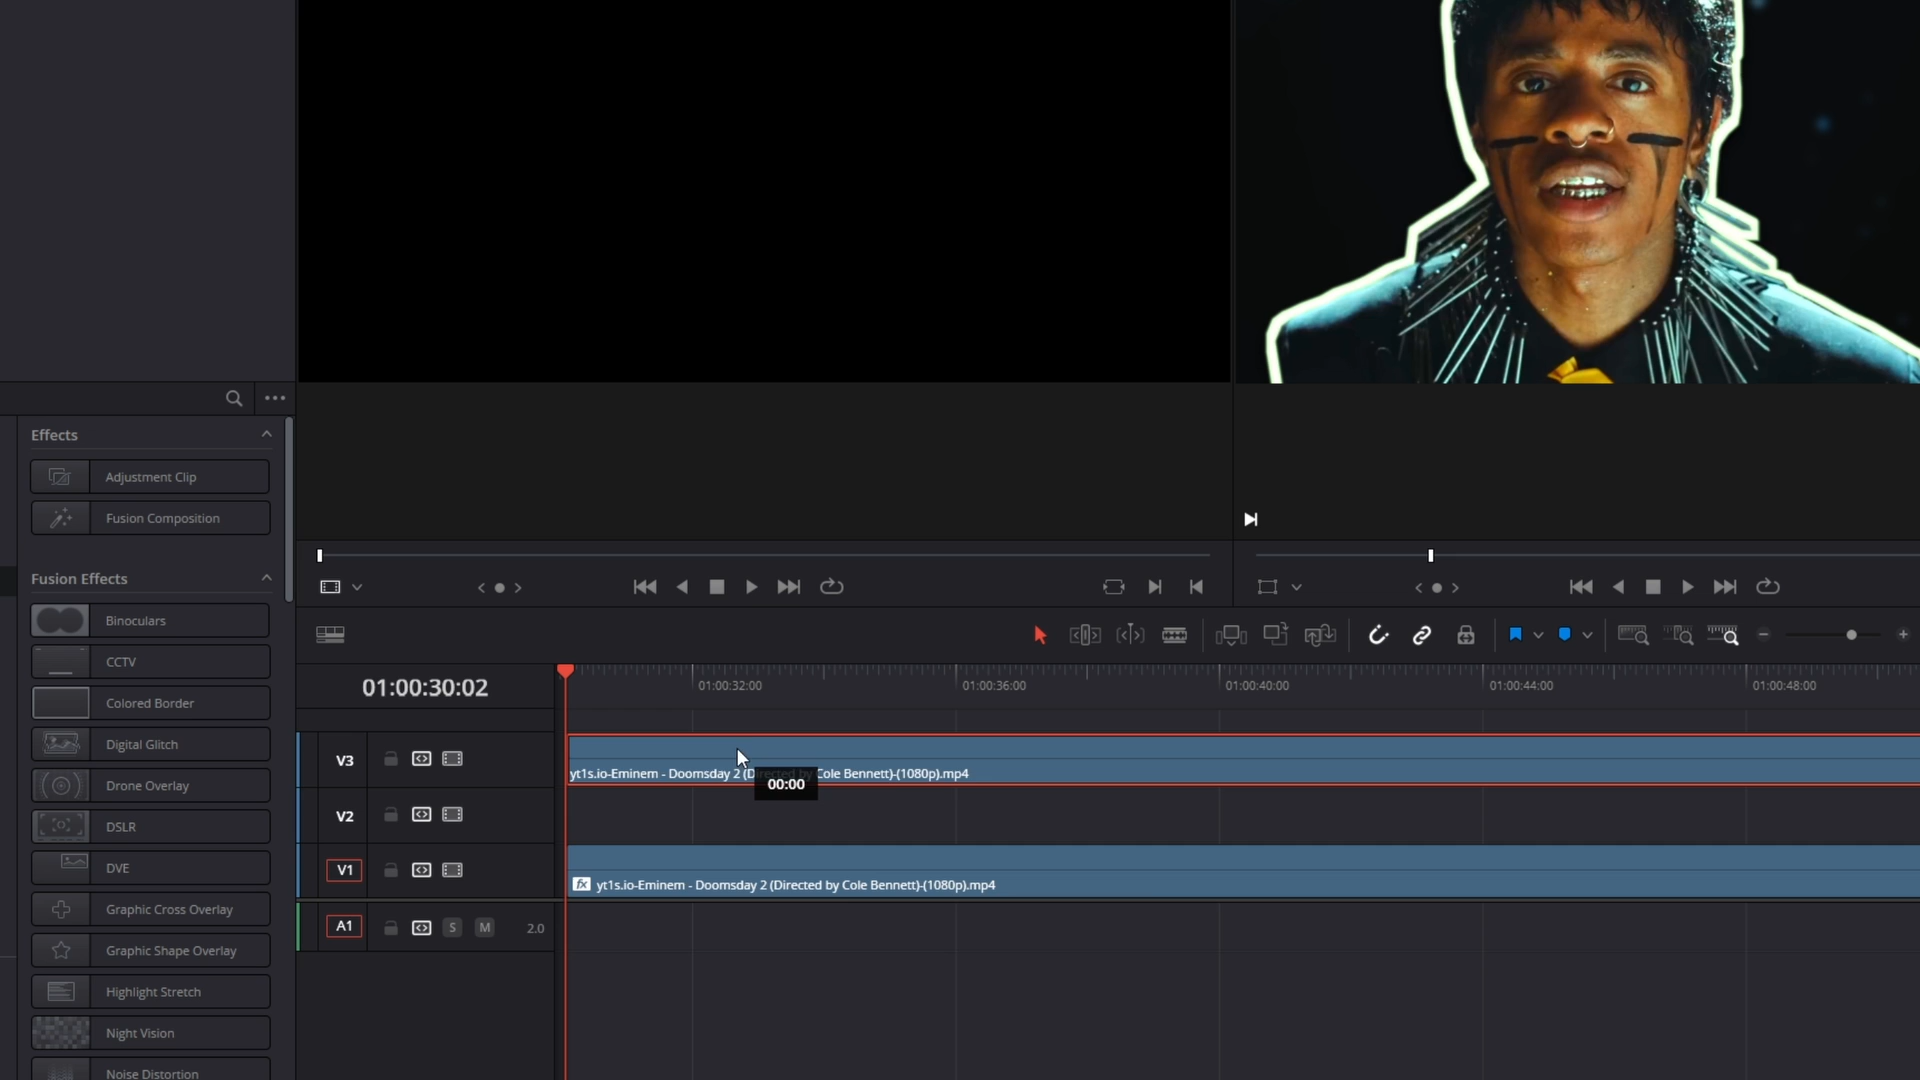 Effects
Adjustment Clip
Fusion Composition
Fusion Effects
Binoculars
CCTV
Colored Border
Digital Glitch
Drone Overlay
DSLR
DVE
Graphic Cross Overlay
Graphic Shape Overlay
Highlight Stretch
Night Vision
Noise Distortion
01:00:30:02
01:00:32:00
01:00:36:00
01:00:40:00
01:00:44:00
01:00:48:00
V3
yt1s.io-Eminem - Doomsday 2 (Directed by Cole Bennett)-(1080p).mp4
00:00
V2
V1
fx yt1s.io-Eminem - Doomsday 2 (Directed by Cole Bennett)-(1080p).mp4
A1
S
M
2.0